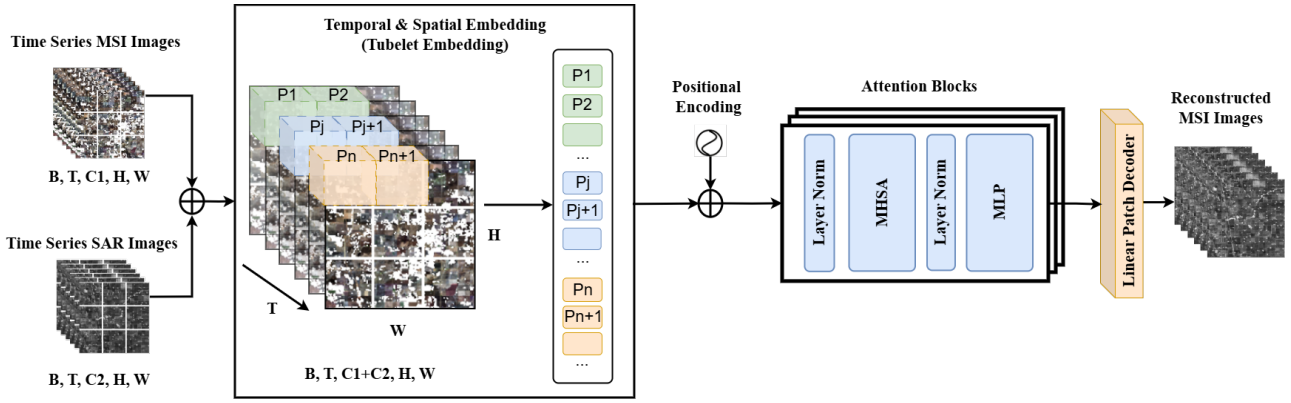 Time Series MSI Images
B, T, C1, H, W
Time Series SAR Images
B, T, C2, H, W
Temporal & Spatial Embedding
(Tubelet Embedding)
P1 P2
Pj Pj+1
Pn Pn+1
H
T
W
B, T, C1+C2, H, W
P1
P2
...
Pj
Pj+1
...
Pn
Pn+1
...
Positional
Encoding
Attention Blocks
Layer Norm
MHSA
Layer Norm
MLP
Linear Patch Decoder
Reconstructed
MSI Images